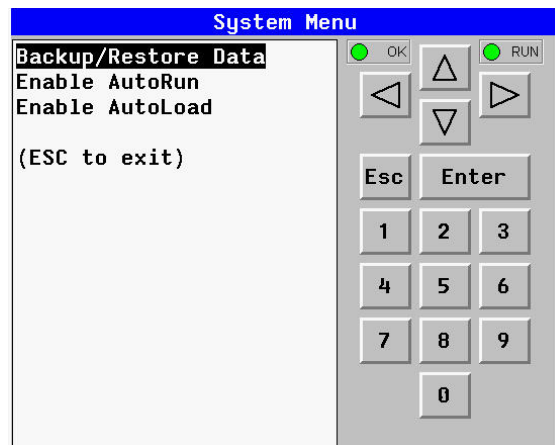 System Menu
Backup/Restore Data
Enable AutoRun
Enable AutoLoad
(ESC to exit)
OK
RUN
Esc
Enter
1
2
3
4
5
6
7
8
9
0